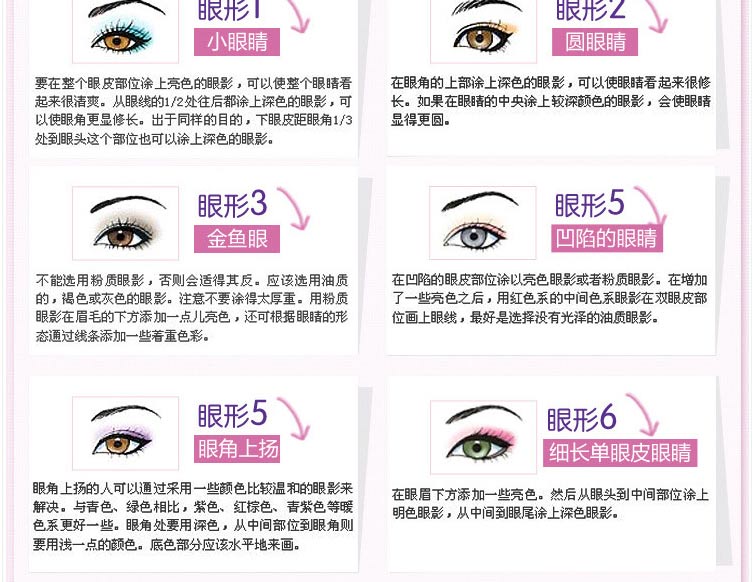 眼形1
小眼睛
要在整个眼皮部位涂上亮色的眼影，可以使整个眼睛看
起来很清爽。从眼线的1/2处往后都涂上深色的眼影，可
以使眼角更显修长。出于同样的目的，下眼皮距眼角1/3
处到眼头这个部位也可以涂上深色的眼影。
眼形2
圆眼睛
在眼角的上部涂上深色的眼影，可以使眼睛看起来很修
长。如果在眼睛的中央涂上较深颜色的眼影，会使眼睛
显得更圆。
眼形3
金鱼眼
不能选用粉质眼影，否则会适得其反。应该选用油质
的，褐色或灰色的眼影。注意不要涂得太厚重。用粉质
眼影在眉毛的下方添加一点儿亮色，还可根据眼睛的形
态通过线条添加一些着重色彩。
眼形5
凹陷的眼睛
在凹陷的眼皮部位涂以亮色眼影或者粉质眼影。在增加
了一些亮色之后，用红色系的中间色系眼影在双眼皮部
位画上眼线，最好是选择没有光泽的油质眼影。
眼形5
眼角上扬
眼角上扬的人可以通过采用一些颜色比较温和的眼影来
解决。与青色、绿色相比，紫色、红棕色、青紫色等暖
色系更好一些。眼角处要用深色，从中间部位到眼角则
要用浅一点的颜色。底色部分应该水平地来画。
眼形6
细长单眼皮眼睛
在眼眉下方添加一些亮色。然后从眼头到中间部位涂上
明色眼影，从中间到眼尾涂上深色眼影。